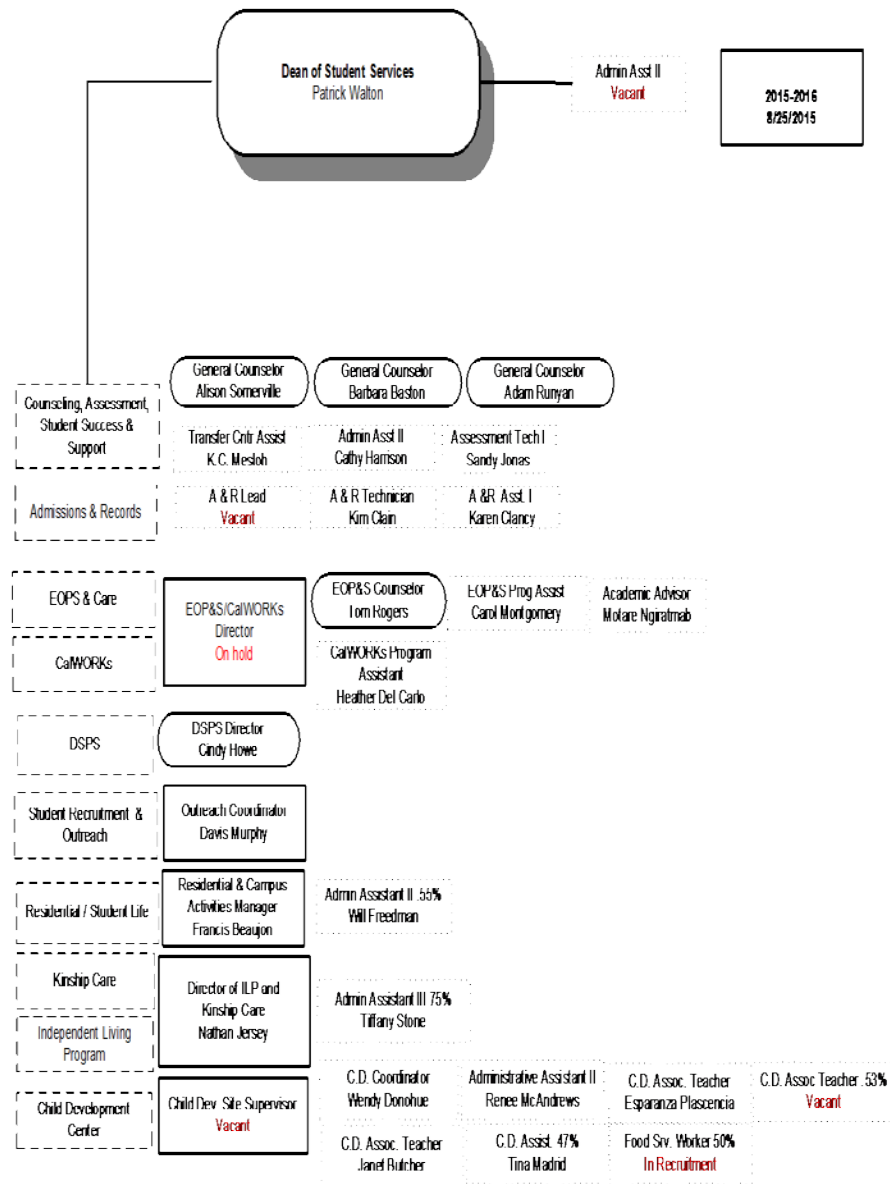 Dean of Student Services
Patrick Walton
Admin Asst II
Vacant
2015-2016
8/25/2015
Counseling, Assessment,
Student Success &
Support
General Counselor
Alison Somerville
General Counselor
Barbara Baston
General Counselor
Adam Runyan
Transfer Cntr Assist
K.C. Mesloh
Admin Asst II
Cathy Harrison
Assessment Tech I
Sandy Jonas
Admissions & Records
A & R Lead
Vacant
A & R Technician
Kim Clain
A &R Asst. I
Karen Clancy
EOPS & Care
CalWORKs
EOP&S/CalWORKs
Director
On hold
EOP&S Counselor
Tom Rogers
EOP&S Prog Assist
Carol Montgomery
Academic Advisor
Motare Ngiratmab
CalWORKs Program
Assistant
Heather Del Carlo
DSPS
DSPS Director
Cindy Howe
Student Recruitment &
Outreach
Outreach Coordinator
Davis Murphy
Residential / Student Life
Residential & Campus
Activities Manager
Francis Beaujon
Admin Assistant II .55%
Will Freedman
Kinship Care
Independent Living
Program
Director of ILP and
Kinship Care
Nathan Jersey
Admin Assistant III 75%
Tiffany Stone
Child Development
Center
Child Dev. Site Supervisor
Vacant
C.D. Coordinator
Wendy Donohue
Administrative Assistant II
Renee McAndrews
C.D. Assoc. Teacher
Esparanza Plascencia
C.D. Assoc Teacher .53%
Vacant
C.D. Assoc. Teacher
Janet Butcher
C.D. Assist. 47%
Tina Madrid
Food Srv. Worker 50%
In Recruitment